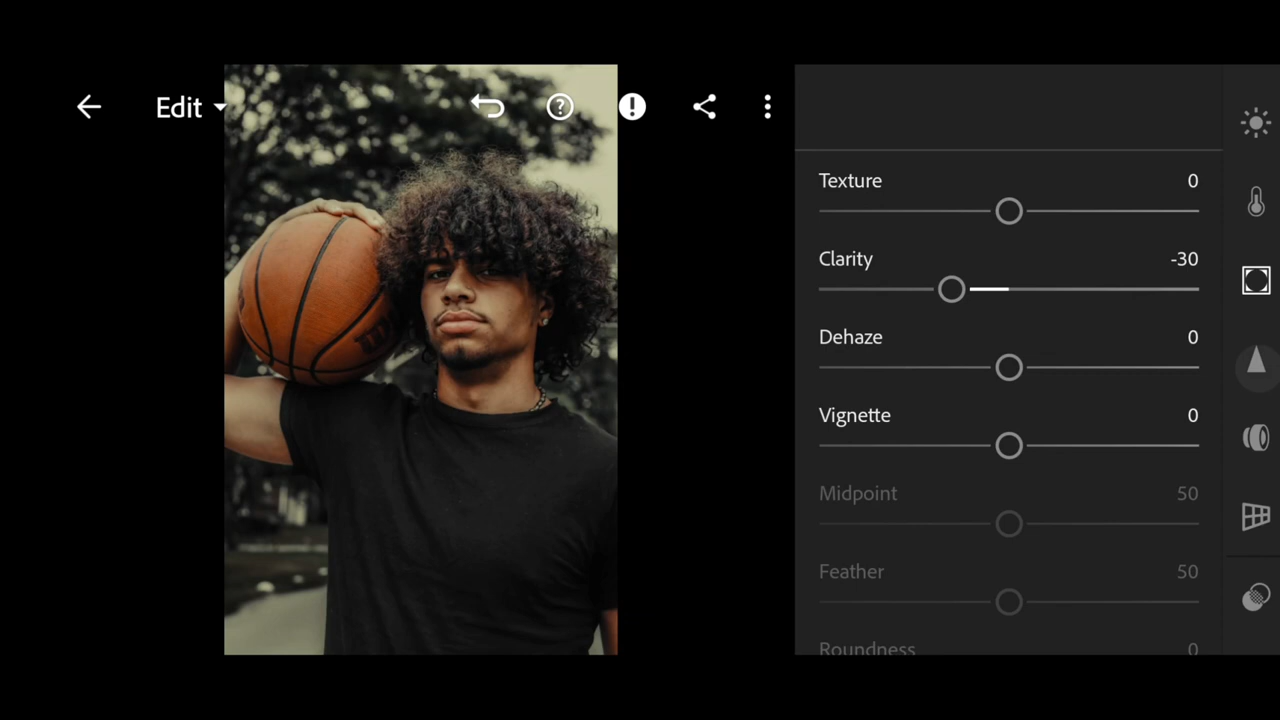 Edit
Texture 0
Clarity -30
Dehaze 0
Vignette 0
Midpoint 50
Feather 50
Roundness 0